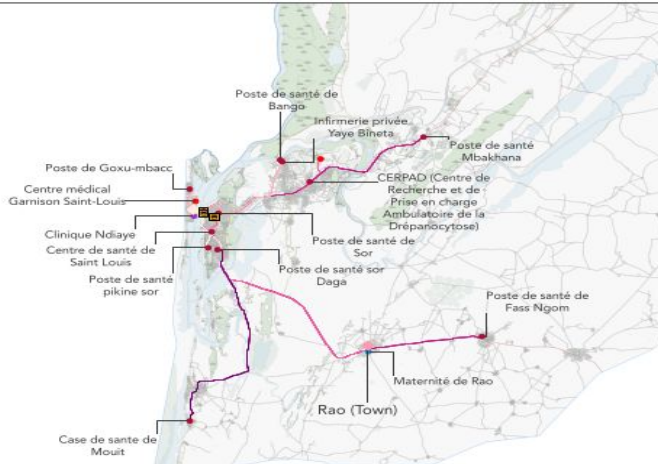 Poste de santé de
Bango
Infirmerie privée
Yaye Bineta
Poste de santé
Mbakhana
Poste de Goxu-mbacc
CERPAD (Centre de
Recherche et de
Prise en charge
Ambulatoire de la
Drépanocytose)
Centre médical
Garnison Saint-Louis
Clinique Ndiaye
Centre de santé de
Saint Louis
Poste de santé de
Sor
Poste de santé
pikine sor
Poste de santé sor
Daga
Poste de santé de
Fass Ngom
Maternité de Rao
Rao (Town)
Case de sante de
Mouit